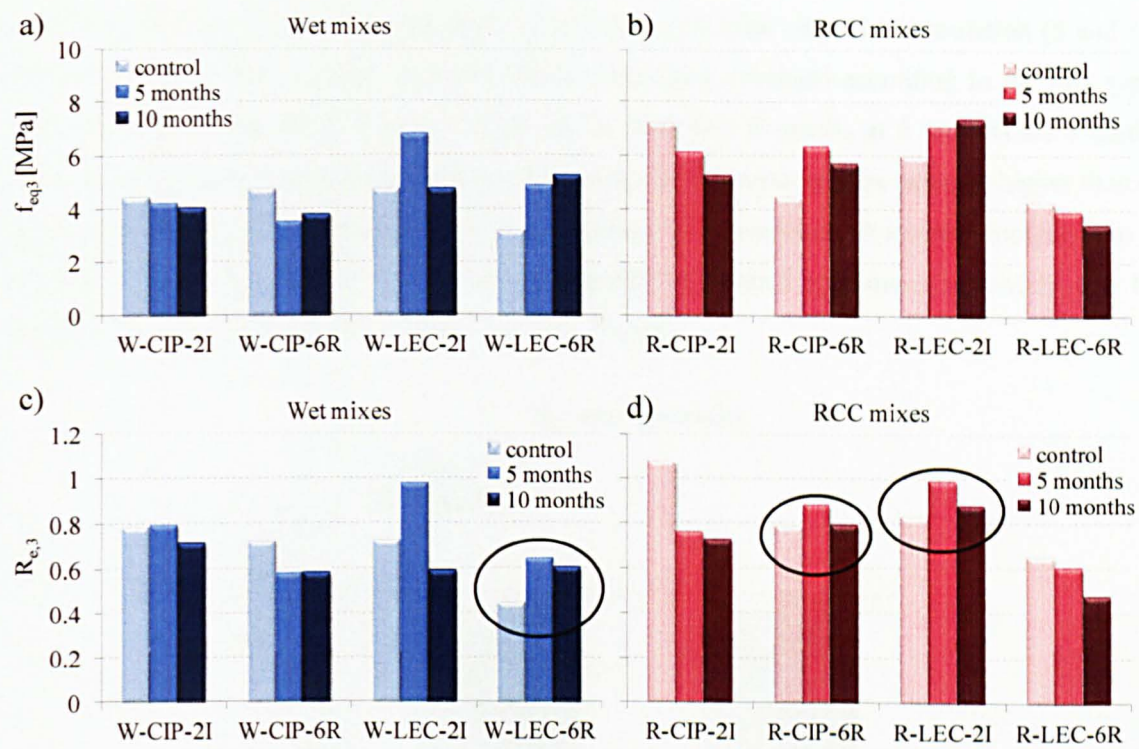 a)
Wet mixes
10
8
6
4
2
0
f_eq3 [MPa]
control
5 months
10 months
W-CIP-2I
W-CIP-6R
W-LEC-2I
W-LEC-6R
b)
RCC mixes
control
5 months
10 months
R-CIP-2I
R-CIP-6R
R-LEC-2I
R-LEC-6R
c)
Wet mixes
1.2
1
0.8
0.6
0.4
0.2
0
R_e,3
control
5 months
10 months
W-CIP-2I
W-CIP-6R
W-LEC-2I
W-LEC-6R
d)
RCC mixes
control
5 months
10 months
R-CIP-2I
R-CIP-6R
R-LEC-2I
R-LEC-6R